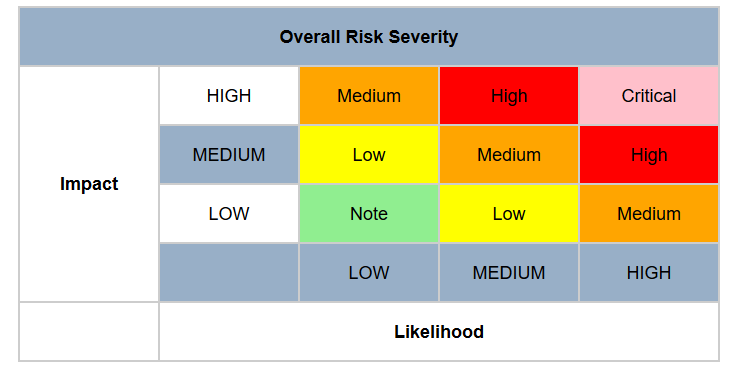 Overall Risk Severity
HIGH Medium High Critical
MEDIUM Low Medium High
Impact
LOW Note Low Medium
LOW MEDIUM HIGH
Likelihood